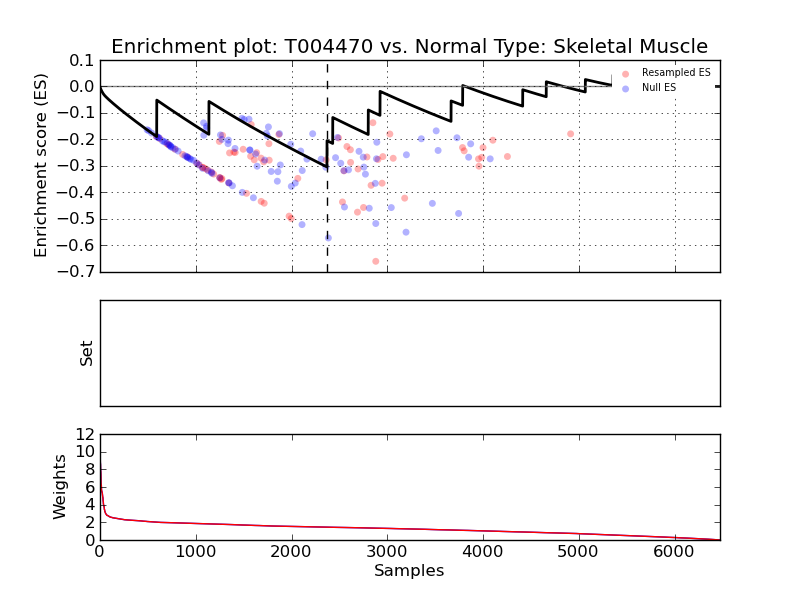 Enrichment plot: T004470 vs. Normal Type: Skeletal Muscle
Enrichment score (ES)
0.1
0.0
−0.1
−0.2
−0.3
−0.4
−0.5
−0.6
−0.7
Resampled ES
Null ES
Set
Weights
12
10
8
6
4
2
0
0 1000 2000 3000 4000 5000 6000
Samples